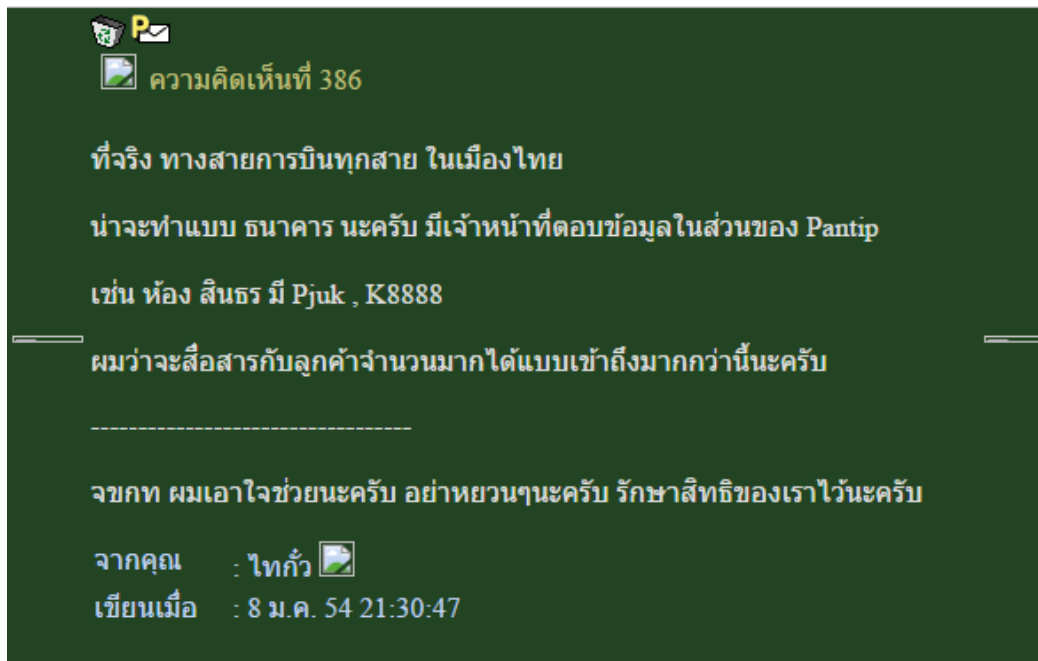 ความคิดเห็นที่ 386
ที่จริง ทางสายการบินทุกสาย ในเมืองไทย
น่าจะทำแบบ ธนาคาร นะครับ มีเจ้าหน้าที่ตอบข้อมูลในส่วนของ Pantip
เช่น ห้อง สินธร มี Pjuk , K8888
ผมว่าจะสื่อสารกับลูกค้าจำนวนมากได้แบบเข้าถึงมากกว่านี้นะครับ
----------------------------------
จขกท ผมเอาใจช่วยนะครับ อย่าหยวนๆนะครับ รักษาสิทธิของเราไว้นะครับ
จากคุณ : ไทกั๋ว
เขียนเมื่อ : 8 ม.ค. 54 21:30:47